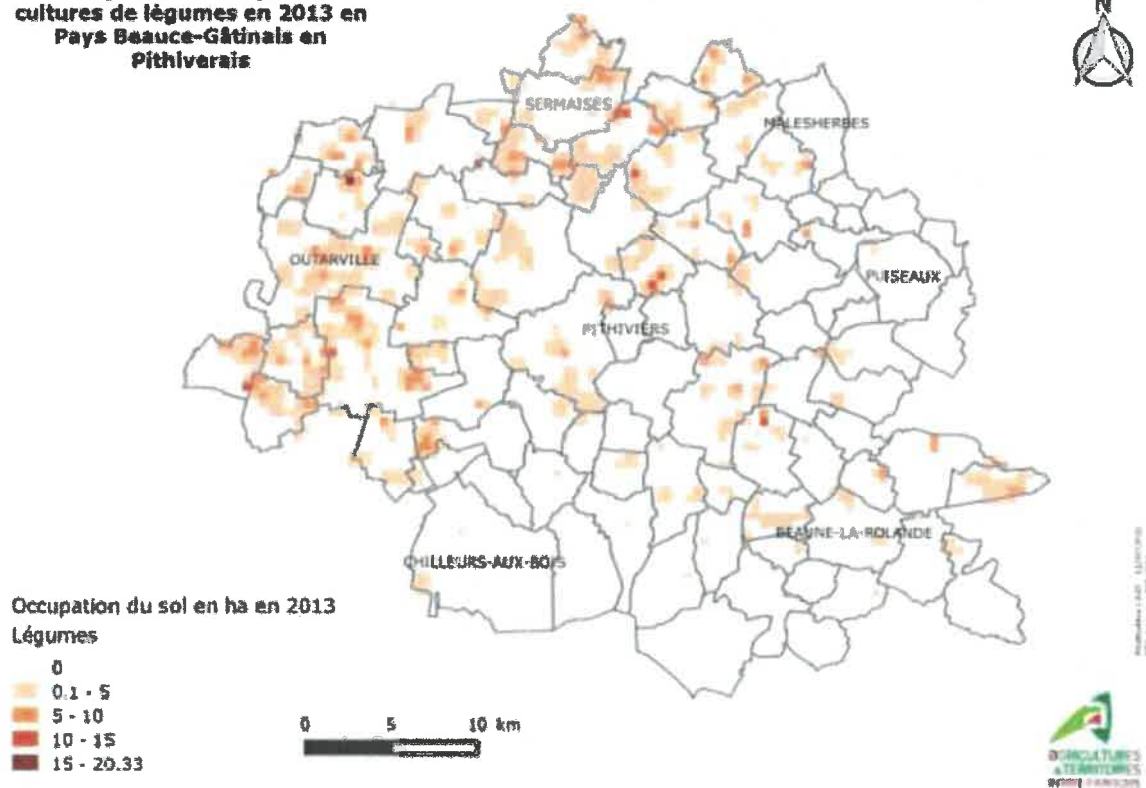 cultures de légumes en 2013 en
Pays Beauce-Gâtinais en
Pithiverais
N
SERMAISES
MALESHERBES
OUTARVILLE
PUISEAUX
PITHIVIERS
BEAUNE-LA-ROLANDE
CHILLEURS-AUX-BOIS
Occupation du sol en ha en 2013
Légumes
0
0.1 - 5
5 - 10
10 - 15
15 - 20.33
0 5 10 km
AGRICULTURES
& TERRITOIRES